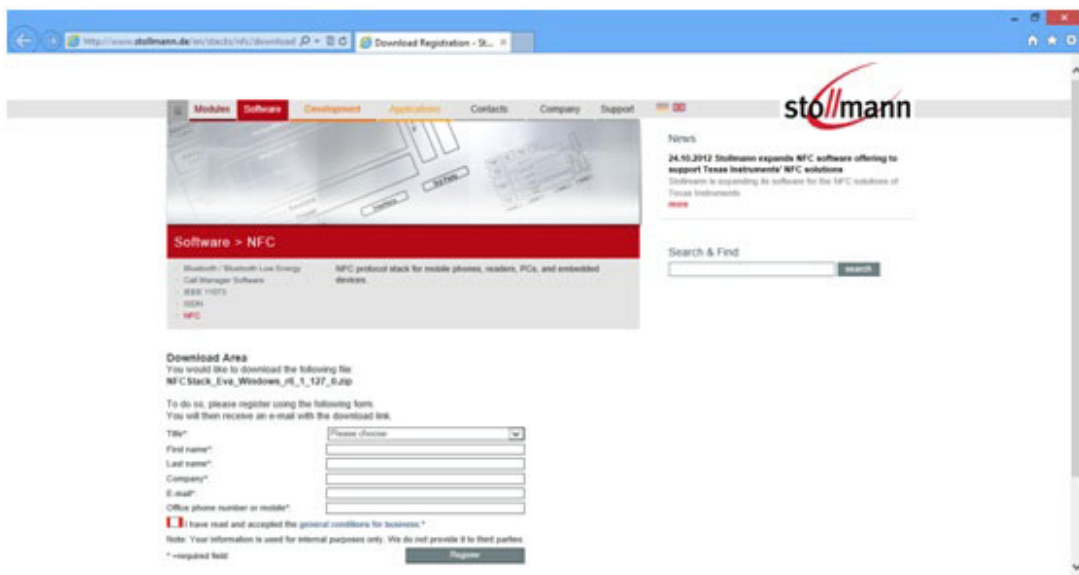 http://www.stollmann.de/en/stacks/nfc/download
Download Registration - St...
Modules Software Development Applications Contacts Company Support
stollmann
3rd Party
Interface
News
24.10.2012 Stollmann expands NFC software offering to
support Texas Instruments' NFC solutions
Stollmann is expanding its software for the NFC solutions of
Texas Instruments
more
Software > NFC
Bluetooth / Bluetooth Low Energy
Call Manager Software
IEEE 11073
ISDN
NFC
NFC protocol stack for mobile phones, readers, PCs, and embedded
devices.
Search & Find
search
Download Area
You would like to download the following file:
NFCStack_Eva_Windows_r6_1_127_0.zip
To do so, please register using the following form.
You will then receive an e-mail with the download link.
Title*:
Please choose
First name*:
Last name*:
Company*:
E-mail*:
Office phone number or mobile*:
I have read and accepted the general conditions for business.*
Note: Your information is used for internal purposes only. We do not provide it to third parties.
* =required field
Register